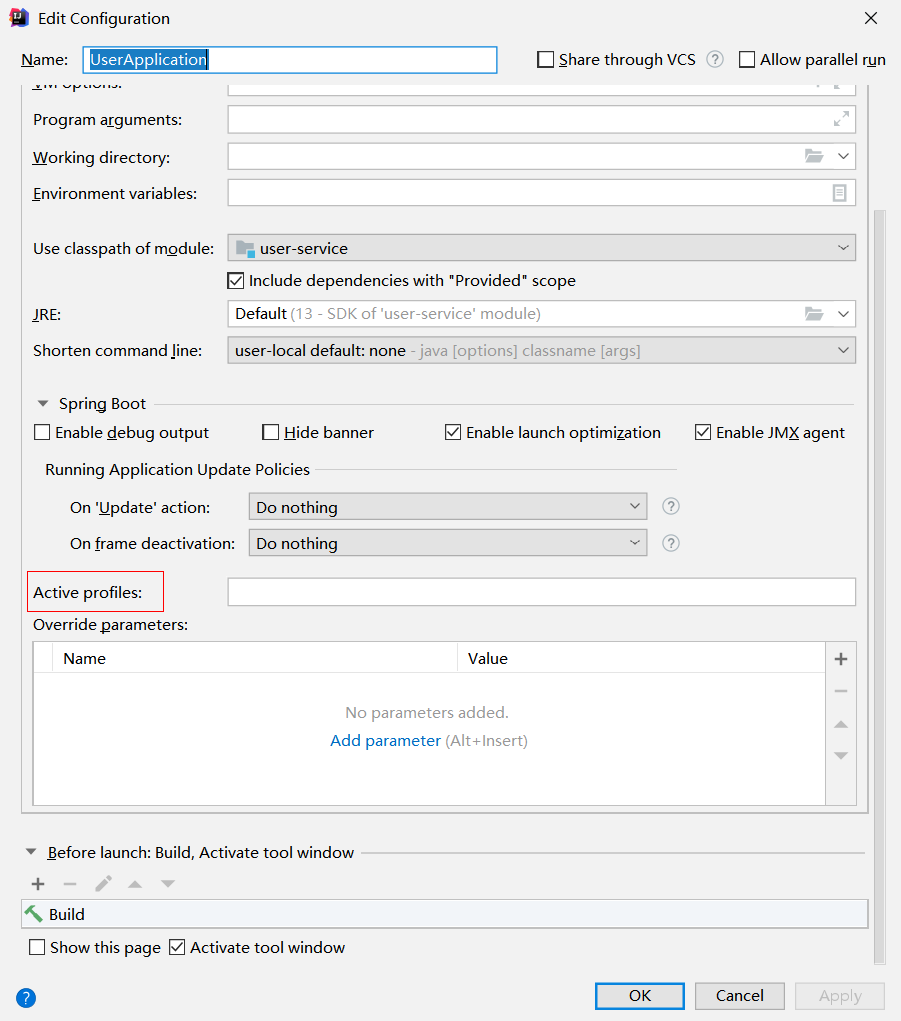 Edit Configuration
Name: UserApplication Share through VCS ? Allow parallel run
VM options:
Program arguments:
Working directory:
Environment variables:
Use classpath of module: user-service
Include dependencies with "Provided" scope
JRE: Default (13 - SDK of 'user-service' module)
Shorten command line: user-local default: none - java [options] classname [args]
Spring Boot
Enable debug output Hide banner Enable launch optimization Enable JMX agent
Running Application Update Policies
On 'Update' action: Do nothing ?
On frame deactivation: Do nothing ?
Active profiles:
Override parameters:
Name Value
No parameters added.
Add parameter (Alt+Insert)
Before launch: Build, Activate tool window
Build
Show this page Activate tool window
? OK Cancel Apply